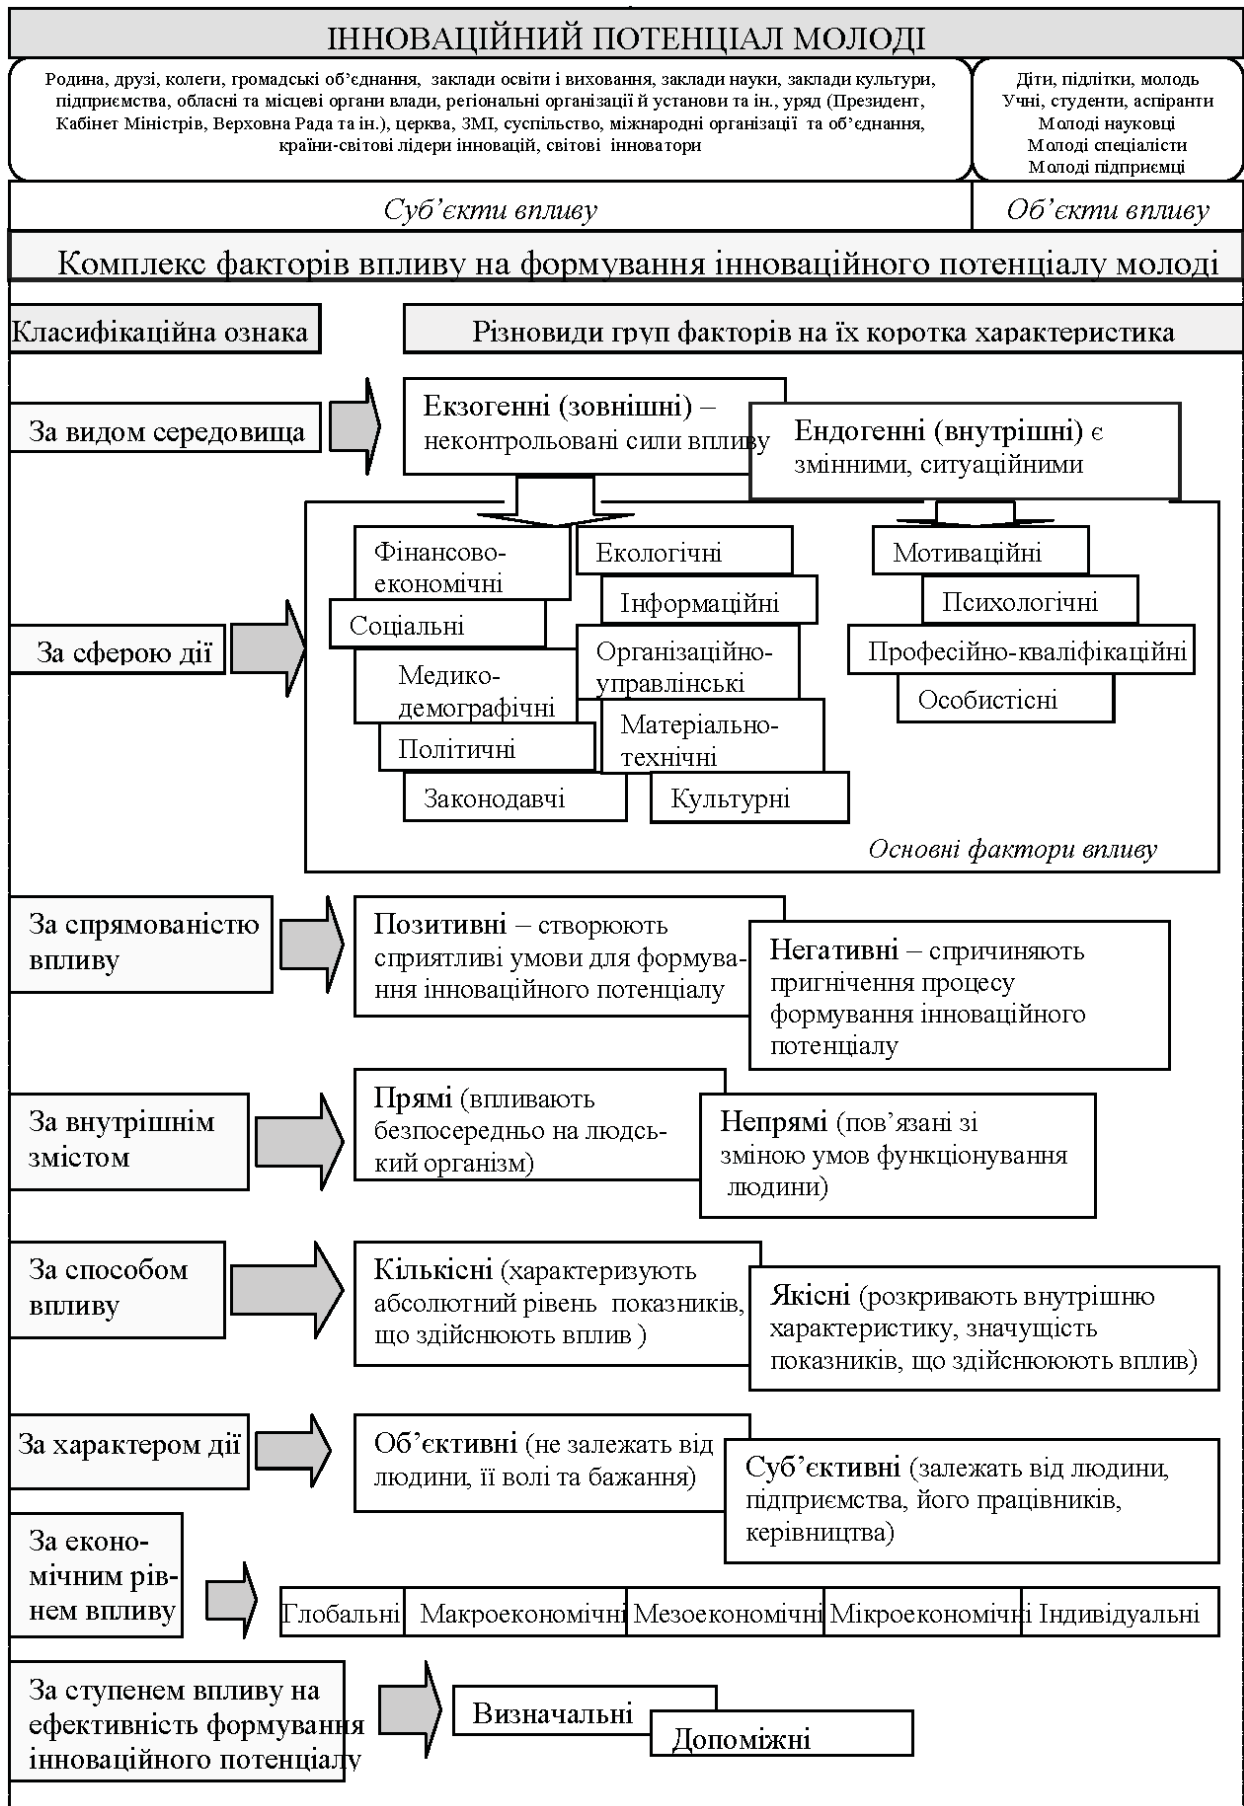 ІННОВАЦІЙНИЙ ПОТЕНЦІАЛ МОЛОДІ
Родина, друзі, колеги, громадські об’єднання, заклади освіти і виховання, заклади науки, заклади культури,
підприємства, обласні та місцеві органи влади, регіональні організації й установи та ін., уряд (Президент,
Кабінет Міністрів, Верховна Рада та ін.), церква, ЗМІ, суспільство, міжнародні організації та об’єднання,
країни-світові лідери інновацій, світові інноватори
Діти, підлітки, молодь
Учні, студенти, аспіранти
Молоді науковці
Молоді спеціалісти
Молоді підприємці
Суб’єкти впливу
Об’єкти впливу
Комплекс факторів впливу на формування інноваційного потенціалу молоді
Класифікаційна ознака
Різновиди груп факторів на їх коротка характеристика
За видом середовища
Екзогенні (зовнішні) –
неконтрольовані сили впливу
Ендогенні (внутрішні) є
змінними, ситуаційними
За сферою дії
Фінансово-
економічні
Соціальні
Медико-
демографічні
Політичні
Законодавчі
Екологічні
Інформаційні
Організаційно-
управлінські
Матеріально-
технічні
Культурні
Мотиваційні
Психологічні
Професійно-кваліфікаційні
Особистісні
Основні фактори впливу
За спрямованістю
впливу
Позитивні – створюють
сприятливі умови для формува-
ння інноваційного потенціалу
Негативні – спричиняють
пригнічення процесу
формування інноваційного
потенціалу
За внутрішнім
змістом
Прямі (впливають
безпосередньо на людсь-
кий організм)
Непрямі (пов’язані зі
зміною умов функціонування
людини)
За способом
впливу
Кількісні (характеризують
абсолютний рівень показників,
що здійснюють вплив )
Якісні (розкривають внутрішню
характеристику, значущість
показників, що здійснююють вплив)
За характером дії
Об’єктивні (не залежать від
людини, її волі та бажання)
Суб’єктивні (залежать від людини,
підприємства, його працівників,
керівництва)
За еконо-
мічним рів-
нем впливу
Глобальні
Макроекономічні
Мезоекономічні
Мікроекономічні
Індивідуальні
За ступенем впливу на
ефективність формування
інноваційного потенціалу
Визначальні
Допоміжні